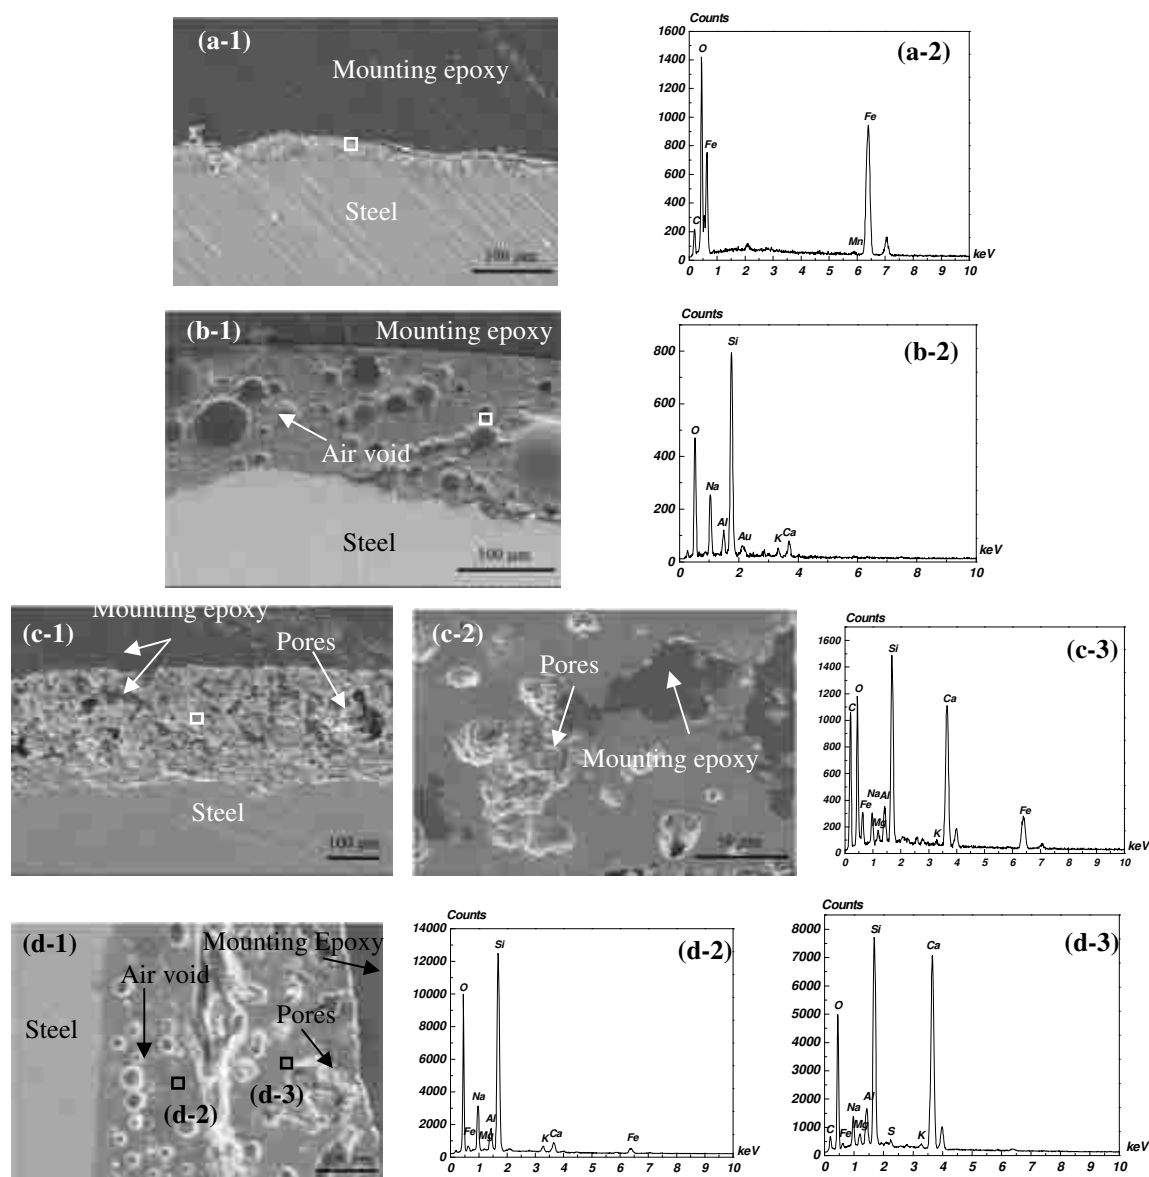 (a-1)
Mounting epoxy
Steel
100 µm
Counts
(a-2)
1600
1400
1200
1000
800
600
400
200
0
O
Fe
C
Fe
Mn
0 1 2 3 4 5 6 7 8 9 10
keV
(b-1)
Mounting epoxy
Air void
Steel
100 µm
Counts
(b-2)
800
600
400
200
0
Si
O
Na
Al
Au
K
Ca
0 2 4 6 8 10
keV
Mounting epoxy
(c-1)
Pores
Steel
100 µm
(c-2)
Pores
Mounting epoxy
Counts
(c-3)
1600
1400
1200
1000
800
600
400
200
0
Si
O
C
Ca
Fe
Na
Al
Mg
K
Fe
0 1 2 3 4 5 6 7 8 9 10
keV
(d-1)
Mounting Epoxy
Air void
Steel
Pores
(d-3)
(d-2)
Counts
(d-2)
14000
12000
10000
8000
6000
4000
2000
0
Si
O
Na
Fe
Mg
Al
K
Ca
Fe
0 1 2 3 4 5 6 7 8 9 10
keV
Counts
(d-3)
8000
7000
6000
5000
4000
3000
2000
1000
0
Si
Ca
O
Na
Al
C
Fe
Mg
S
K
0 1 2 3 4 5 6 7 8 9 10
keV